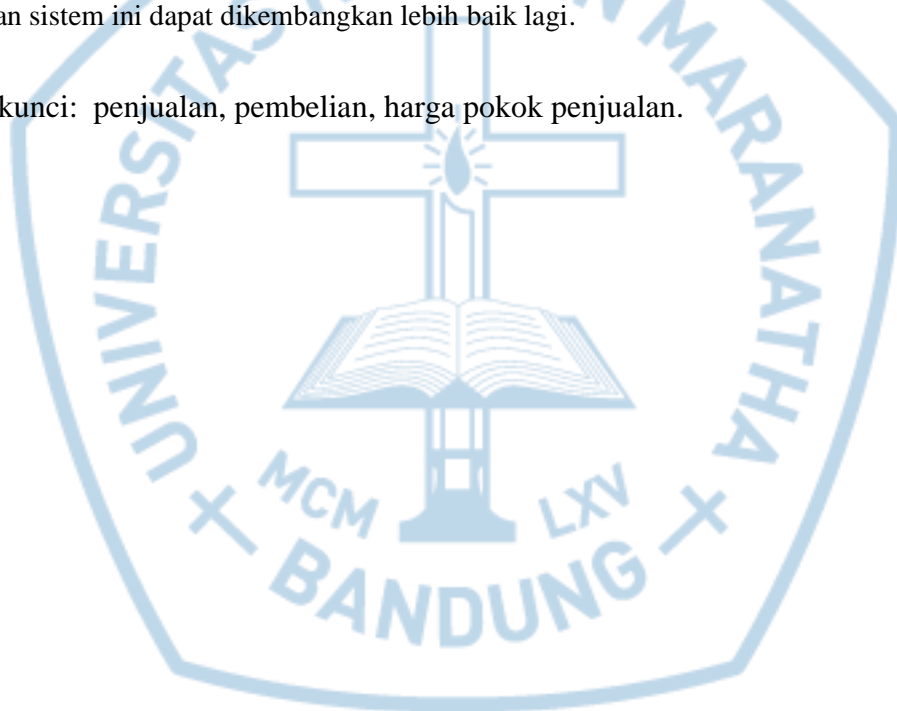 an sistem ini dapat dikembangkan lebih baik lagi.
kunci: penjualan, pembelian, harga pokok penjualan.
UNIVERSITAS
N MARANATHA
MCM
LXV
BANDUNG